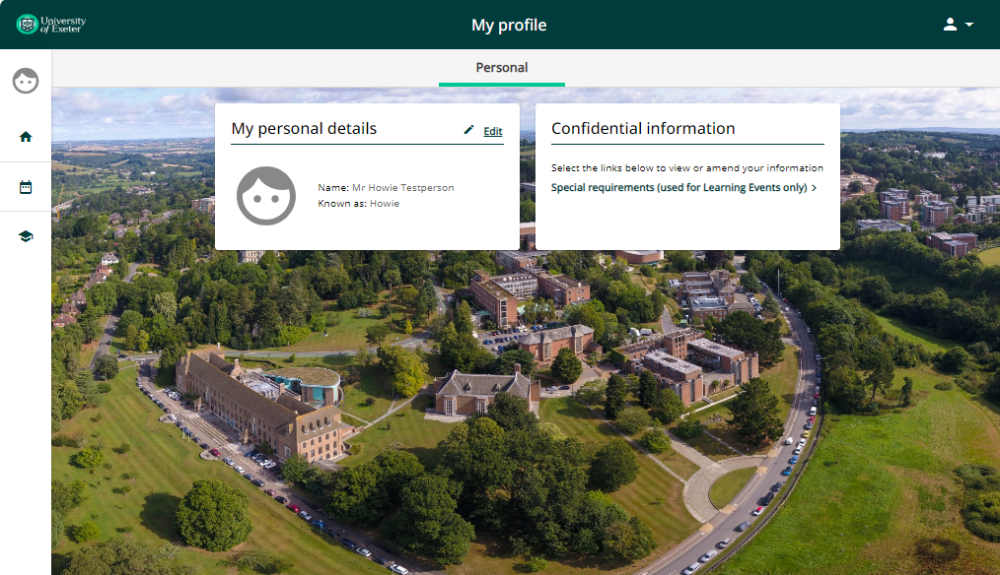 University
of Exeter
My profile
Personal
My personal details
Edit
Name: Mr Howie Testperson
Known as: Howie
Confidential information
Select the links below to view or amend your information
Special requirements (used for Learning Events only) >